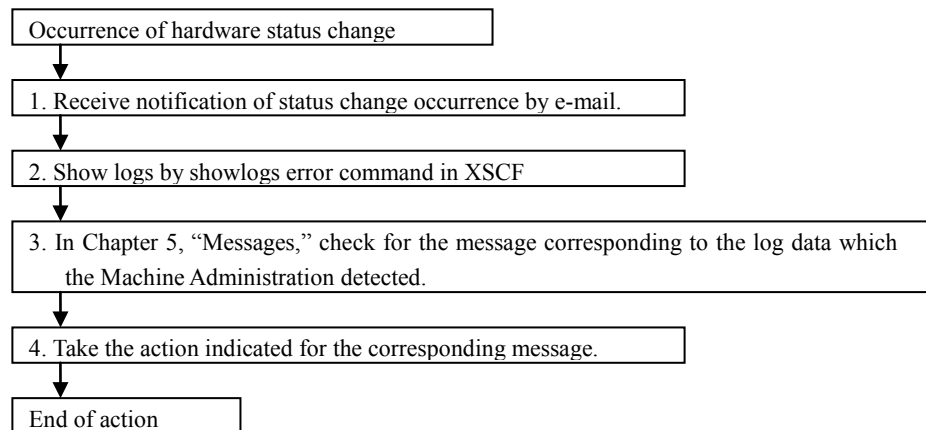 Occurrence of hardware status change
1. Receive notification of status change occurrence by e-mail.
2. Show logs by showlogs error command in XSCF
3. In Chapter 5, “Messages,” check for the message corresponding to the log data which
the Machine Administration detected.
4. Take the action indicated for the corresponding message.
End of action